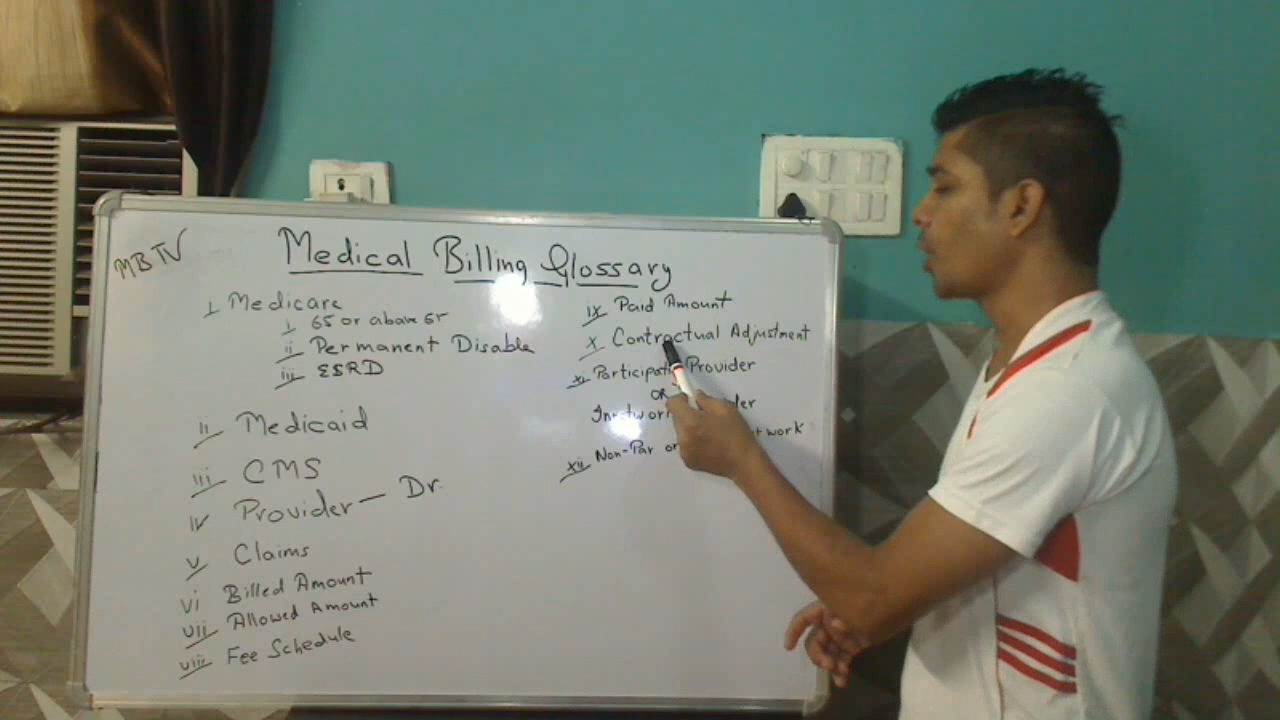 MBTV
Medical Billing Glossary
i Medicare
i 65 or above 65
ii Permanent Disable
iii ESRD
ii Medicaid
iii CMS
iv Provider — Dr.
v Claims
vi Billed Amount
vii Allowed Amount
viii Fee Schedule
ix Paid Amount
x Contractual Adjustment
xi Provider
OR
xii Non-Par or